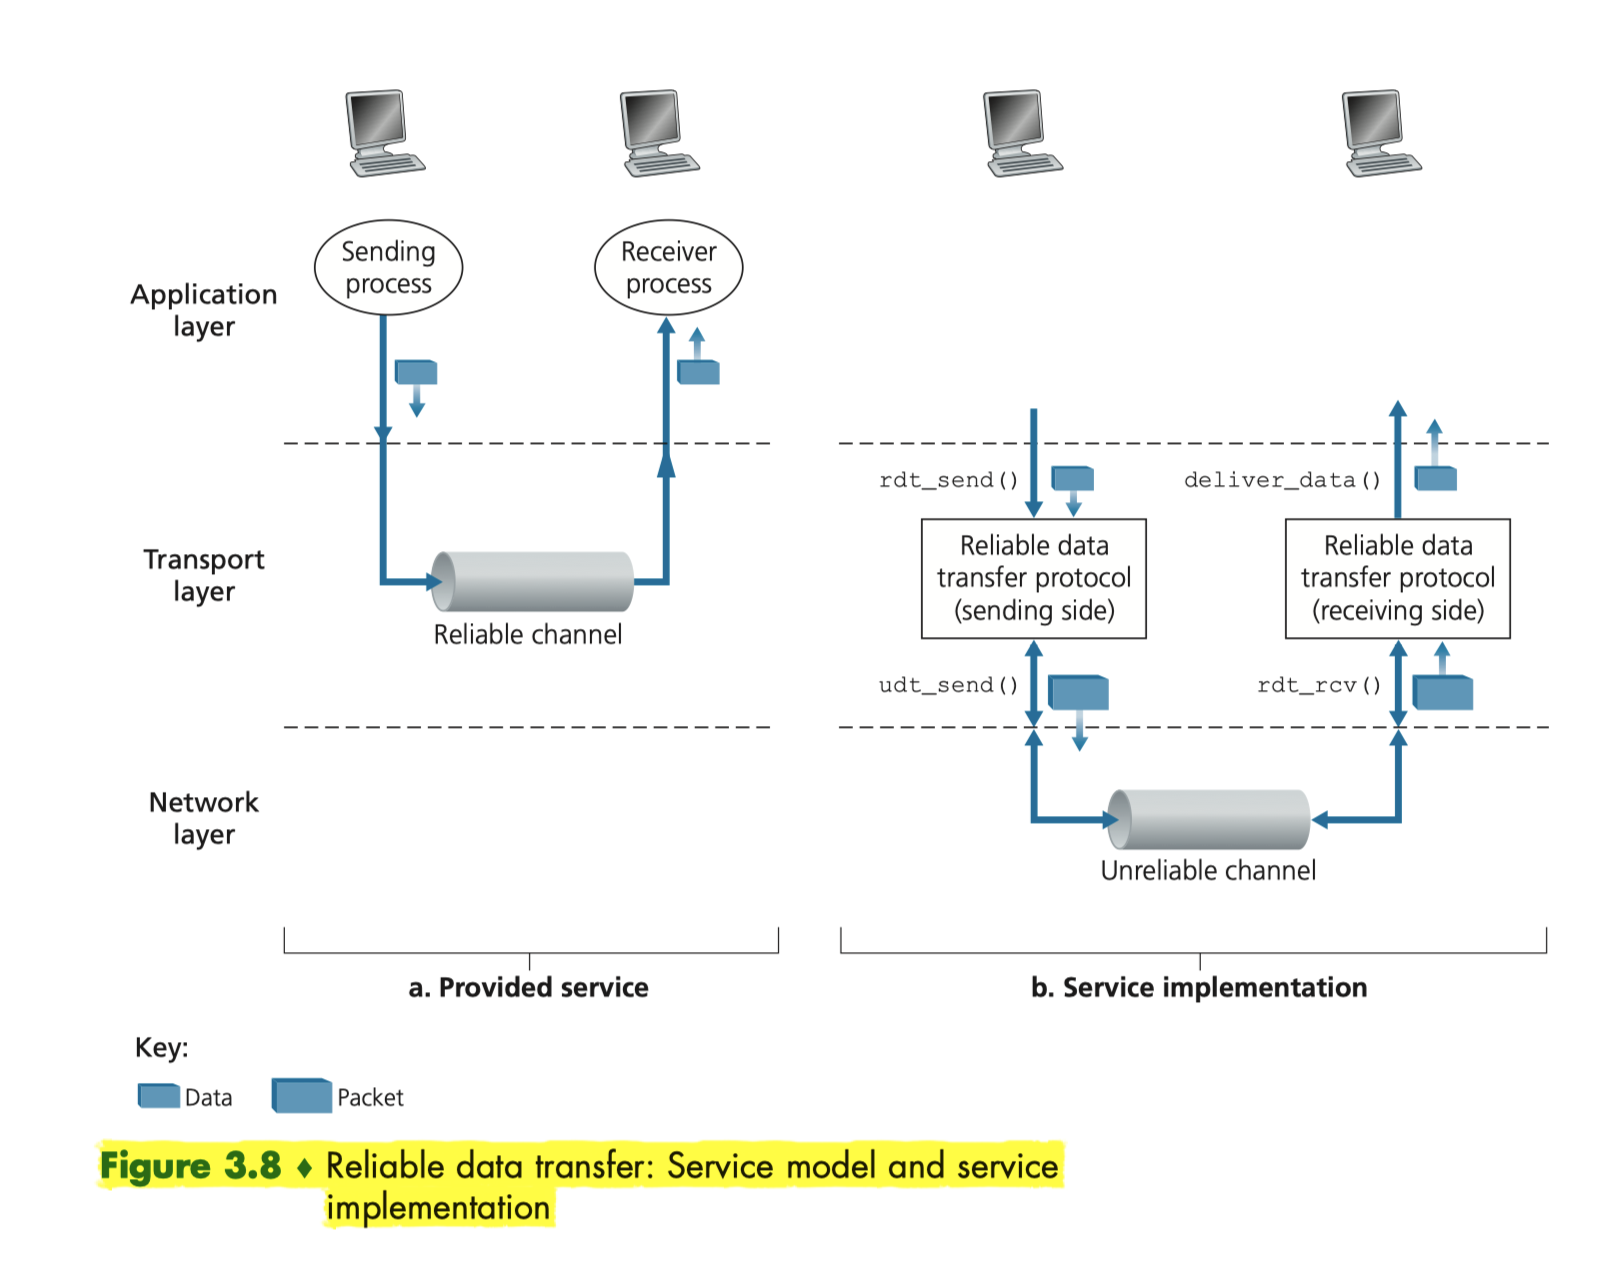 Sending
process
Receiver
process
Application
layer
rdt_send()
deliver_data()
Transport
layer
Reliable channel
Reliable data
transfer protocol
(sending side)
Reliable data
transfer protocol
(receiving side)
udt_send()
rdt_rcv()
Network
layer
Unreliable channel
a. Provided service
b. Service implementation
Key:
Data
Packet
Figure 3.8 ♦ Reliable data transfer: Service model and service
implementation